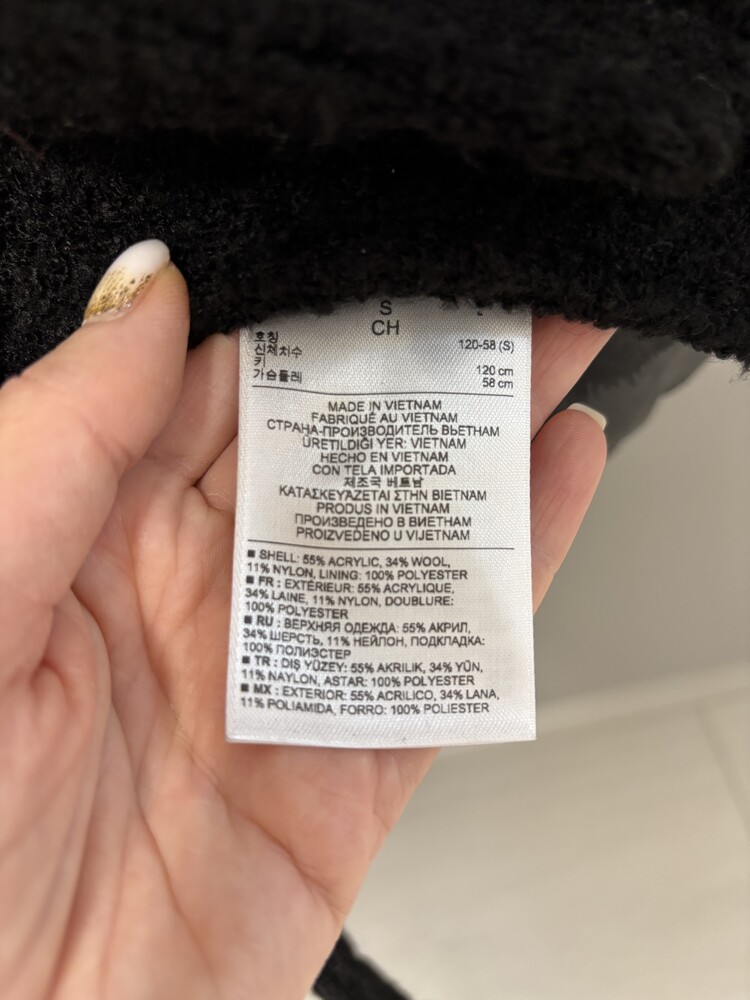 S
CH
호칭
신체치수 120-58 (S)
키 120 cm
가슴둘레 58 cm
MADE IN VIETNAM
FABRIQUÉ AU VIETNAM
СТРАНА-ПРОИЗВОДИТЕЛЬ ВЬЕТНАМ
ÜRETİLDİĞİ YER: VIETNAM
HECHO EN VIETNAM
CON TELA IMPORTADA
제조국 베트남
ΚΑΤΑΣΚΕΥΑΖΕΤΑΙ ΣΤΗΝ ΒΙΕΤΝΑΜ
PRODUS IN VIETNAM
ПРОИЗВЕДЕНО В ВИЕТНАМ
PROIZVEDENO U VIJETNAM
■ SHELL: 55% ACRYLIC, 34% WOOL,
11% NYLON, LINING: 100% POLYESTER
■ FR : EXTÉRIEUR: 55% ACRYLIQUE,
34% LAINE, 11% NYLON, DOUBLURE:
100% POLYESTER
■ RU : ВЕРХНЯЯ ОДЕЖДА: 55% АКРИЛ,
34% ШЕРСТЬ, 11% НЕЙЛОН, ПОДКЛАДКА:
100% ПОЛИЭСТЕР
■ TR : DIŞ YÜZEY: 55% AKRILIK, 34% YÜN,
11% NAYLON, ASTAR: 100% POLYESTER
■ MX : EXTERIOR: 55% ACRILICO, 34% LANA,
11% POLIAMIDA, FORRO: 100% POLIESTER